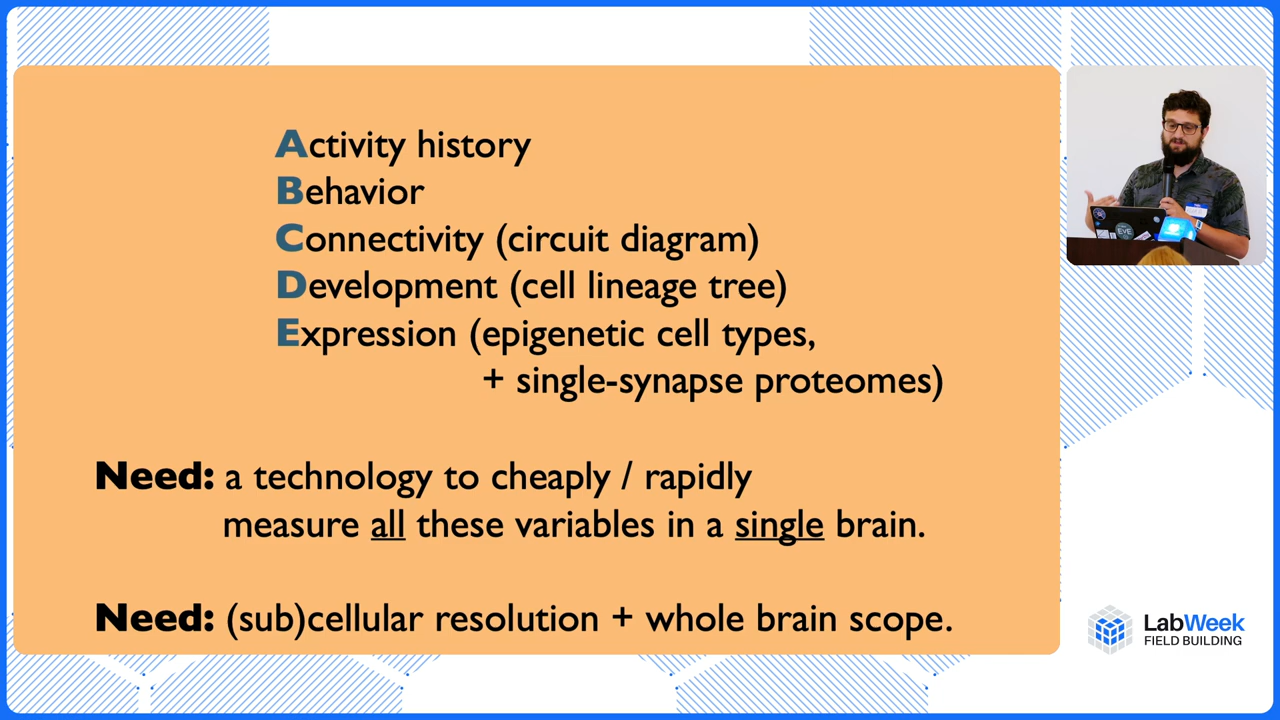 Activity history
Behavior
Connectivity (circuit diagram)
Development (cell lineage tree)
Expression (epigenetic cell types,
+ single-synapse proteomes)
Need: a technology to cheaply / rapidly
measure all these variables in a single brain.
Need: (sub)cellular resolution + whole brain scope.
EVE
LabWeek
FIELD BUILDING